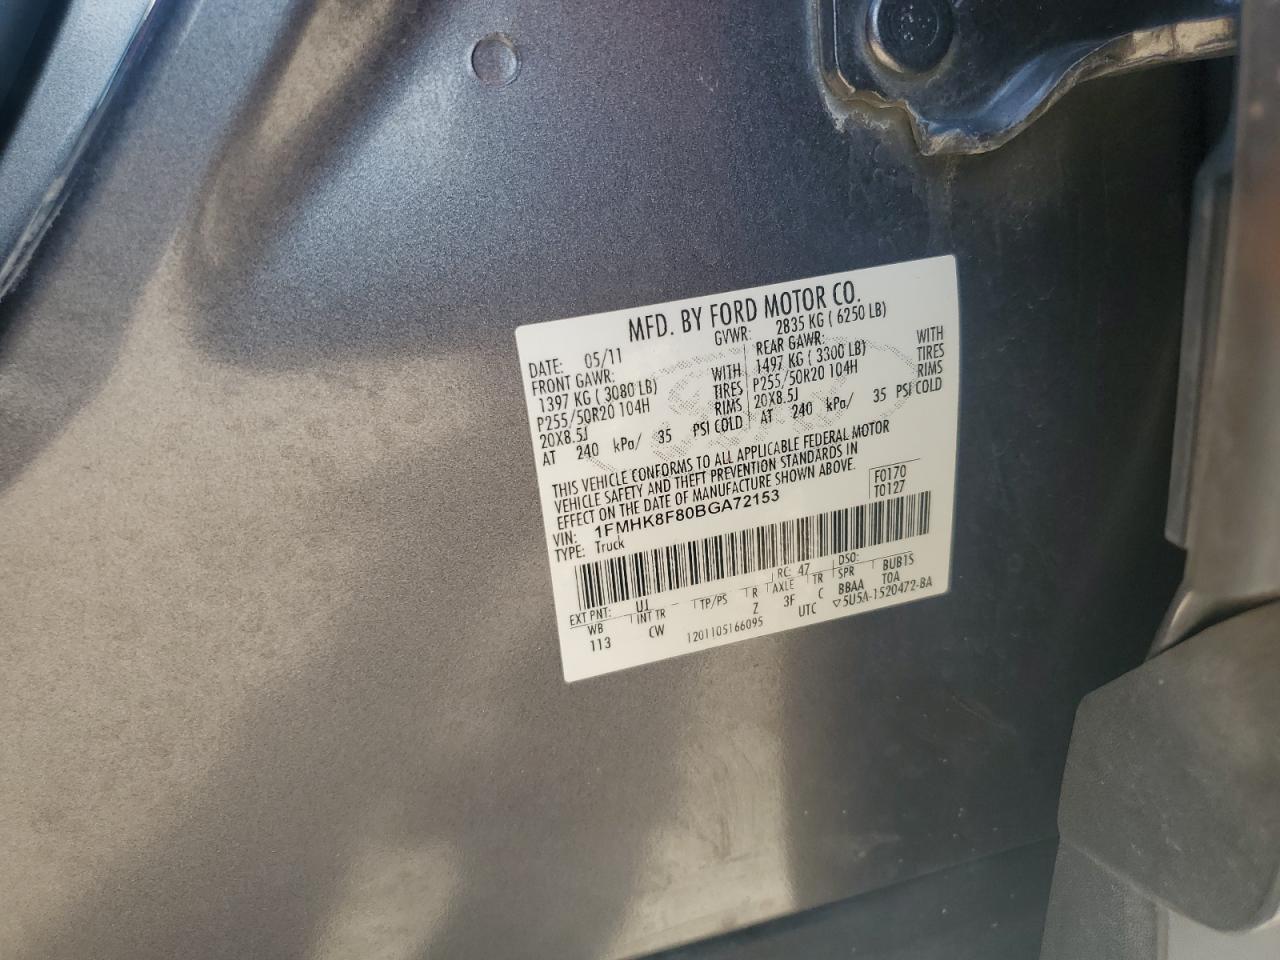 MFD. BY FORD MOTOR CO.
DATE: 05/11 GVWR: 2835 KG ( 6250 LB)
FRONT GAWR: REAR GAWR:
1397 KG ( 3080 LB) WITH 1497 KG ( 3300 LB) WITH
P255/50R20 104H TIRES P255/50R20 104H TIRES
20X8.5J RIMS 20X8.5J RIMS
AT 240 kPa/ 35 PSI COLD AT 240 kPa/ 35 PSI COLD
THIS VEHICLE CONFORMS TO ALL APPLICABLE FEDERAL MOTOR
VEHICLE SAFETY AND THEFT PREVENTION STANDARDS IN
EFFECT ON THE DATE OF MANUFACTURE SHOWN ABOVE.
VIN: 1FMHK8F80BGA72153 F0170
TYPE: Truck T0127
EXT PNT: UJ RC: 47 DSO:
WB INT TR TP/PS R AXLE TR SPR BUB1S
113 CW Z 3F C BBAA TOA
1201105166095 UTC ▽5U5A-1520472-BA